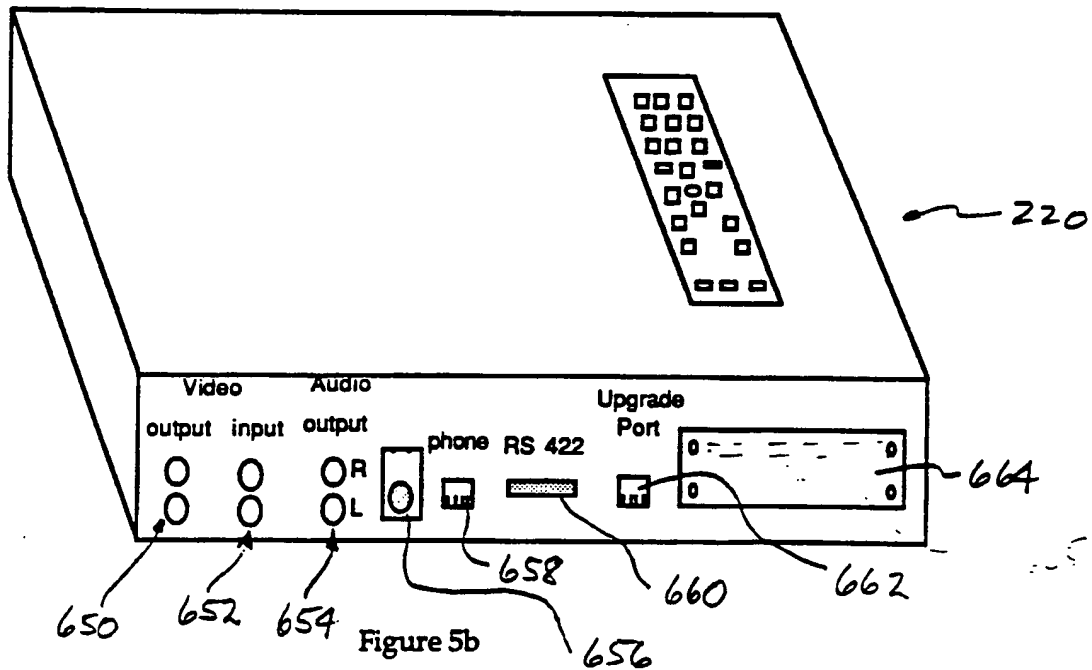 220
Video Audio
output input output
R
L
phone RS 422
Upgrade
Port
664
650 652 654 656 658 660 662
Figure 5b